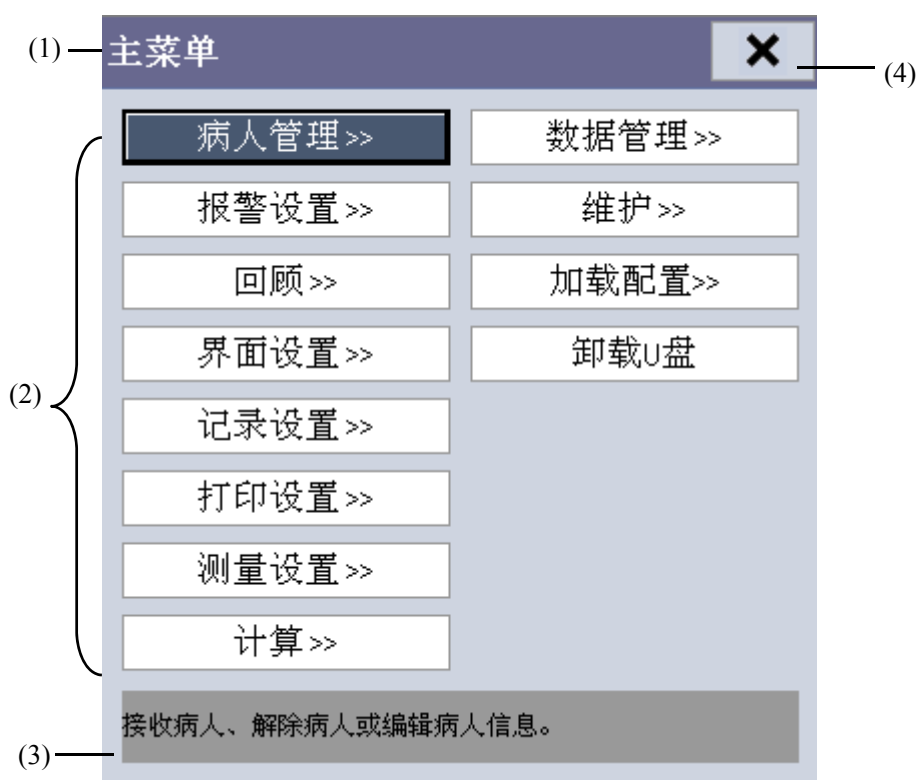 (1)
主菜单
(4)
病人管理>>
数据管理>>
报警设置>>
维护>>
回顾>>
加载配置>>
界面设置>>
卸载U盘
(2)
记录设置>>
打印设置>>
测量设置>>
计算>>
接收病人、解除病人或编辑病人信息。
(3)